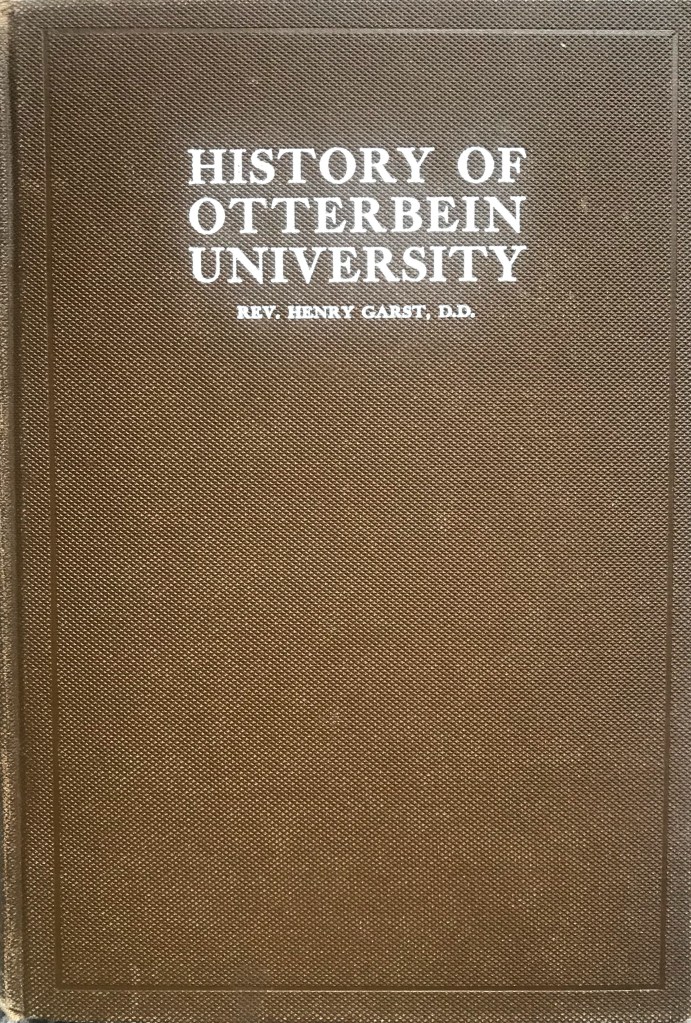 HISTORY OF
OTTERBEIN
UNIVERSITY
REV. HENRY GARST, D.D.